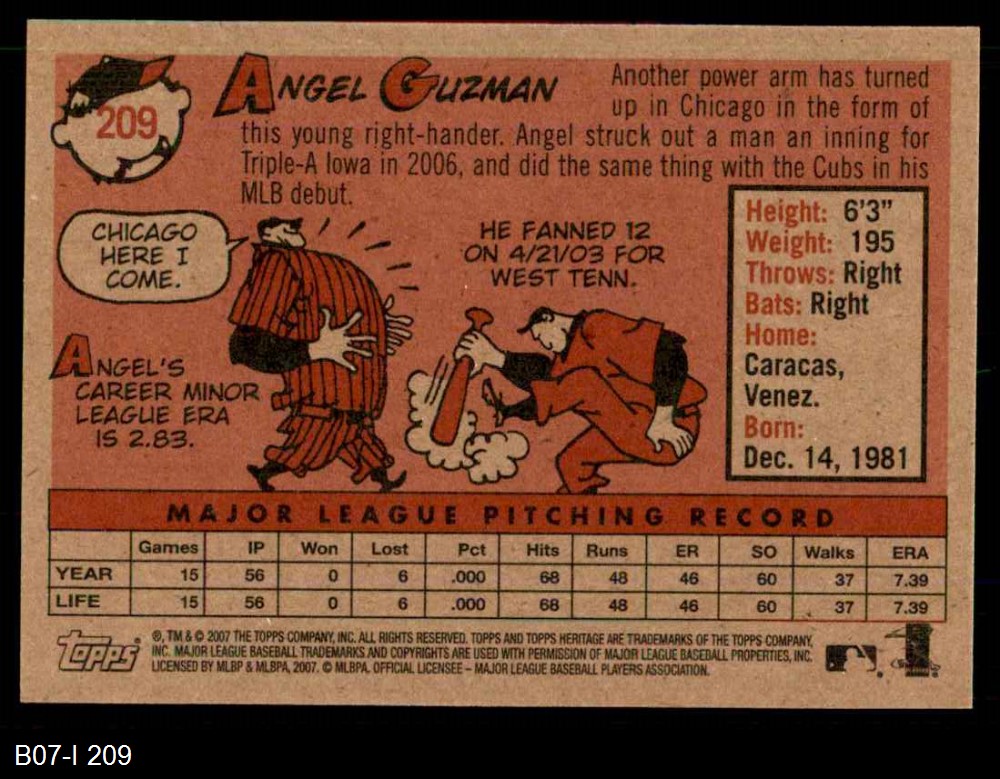 209
ANGEL GUZMAN
Another power arm has turned
up in Chicago in the form of
this young right-hander. Angel struck out a man an inning for
Triple-A Iowa in 2006, and did the same thing with the Cubs in his
MLB debut.
CHICAGO
HERE I
COME.
ANGEL'S
CAREER MINOR
LEAGUE ERA
IS 2.83.
HE FANNED 12
ON 4/21/03 FOR
WEST TENN.
Height: 6'3"
Weight: 195
Throws: Right
Bats: Right
Home:
Caracas,
Venez.
Born:
Dec. 14, 1981
MAJOR LEAGUE PITCHING RECORD
Games IP Won Lost Pct Hits Runs ER SO Walks ERA
YEAR 15 56 0 6 .000 68 48 46 60 37 7.39
LIFE 15 56 0 6 .000 68 48 46 60 37 7.39
Topps
®, TM & © 2007 THE TOPPS COMPANY, INC. ALL RIGHTS RESERVED. TOPPS AND TOPPS HERITAGE ARE TRADEMARKS OF THE TOPPS COMPANY,
INC. MAJOR LEAGUE BASEBALL TRADEMARKS AND COPYRIGHTS ARE USED WITH PERMISSION OF MAJOR LEAGUE BASEBALL PROPERTIES, INC.
LICENSED BY MLBP & MLBPA, 2007. © MLBPA. OFFICIAL LICENSEE – MAJOR LEAGUE BASEBALL PLAYERS ASSOCIATION.
B07-I 209